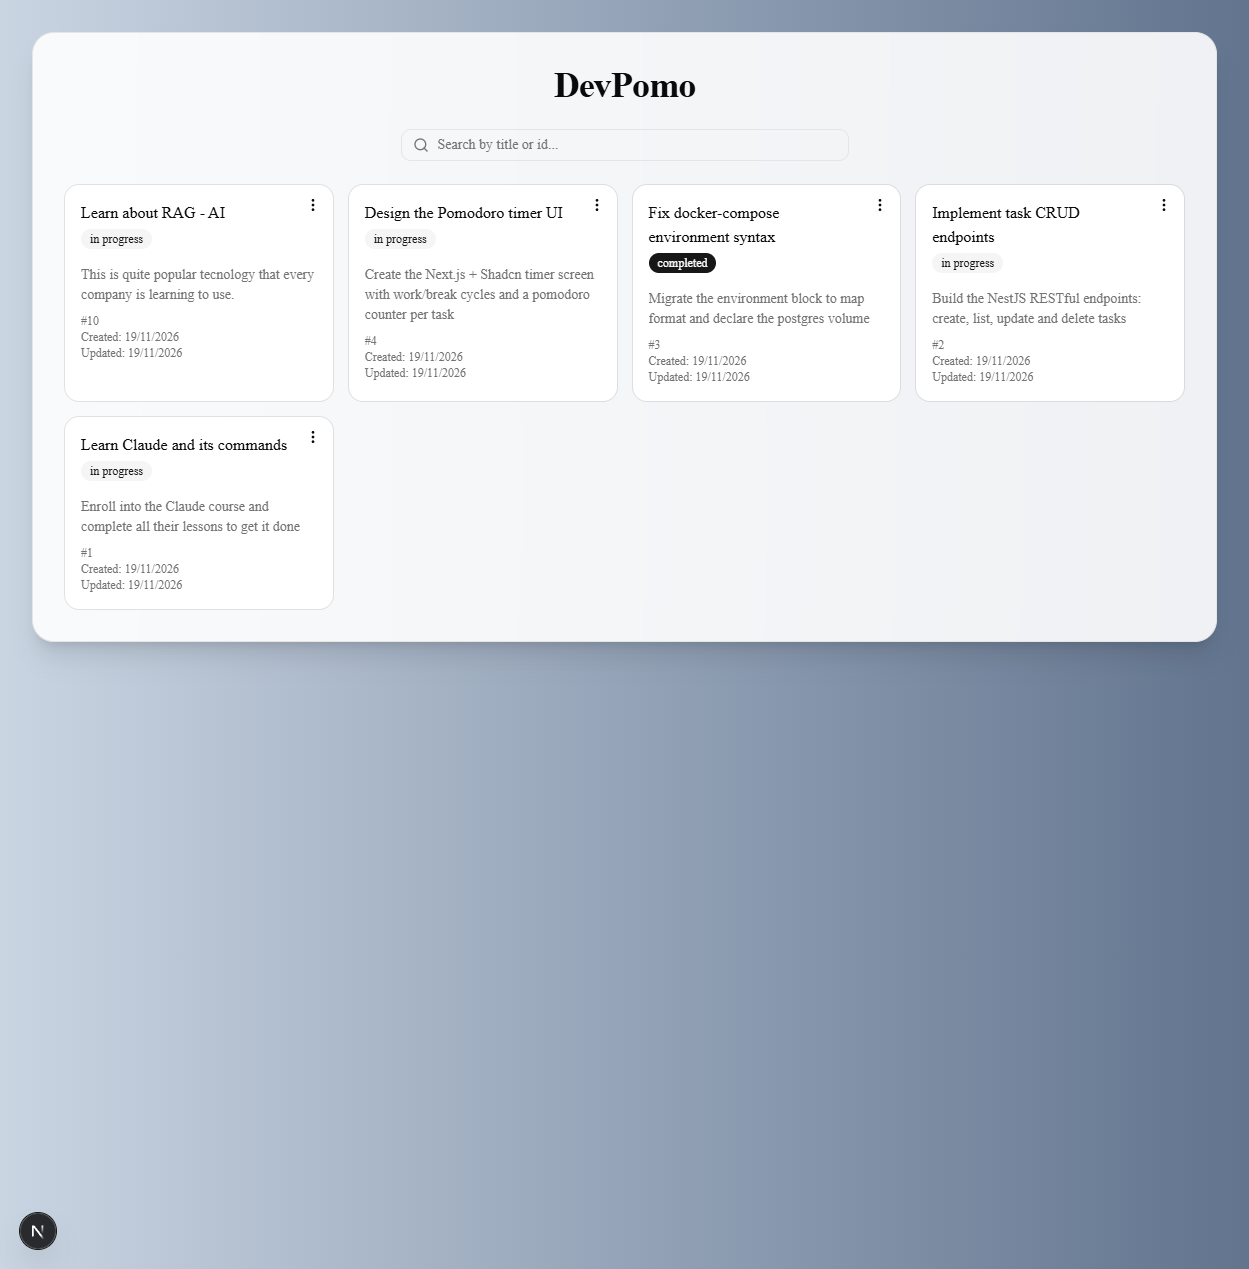 DevPomo
Search by title or id...
Learn about RAG - AI
in progress
This is quite popular tecnology that every
company is learning to use.
#10
Created: 19/11/2026
Updated: 19/11/2026
Design the Pomodoro timer UI
in progress
Create the Next.js + Shadcn timer screen
with work/break cycles and a pomodoro
counter per task
#4
Created: 19/11/2026
Updated: 19/11/2026
Fix docker-compose
environment syntax
completed
Migrate the environment block to map
format and declare the postgres volume
#3
Created: 19/11/2026
Updated: 19/11/2026
Implement task CRUD
endpoints
in progress
Build the NestJS RESTful endpoints:
create, list, update and delete tasks
#2
Created: 19/11/2026
Updated: 19/11/2026
Learn Claude and its commands
in progress
Enroll into the Claude course and
complete all their lessons to get it done
#1
Created: 19/11/2026
Updated: 19/11/2026
N